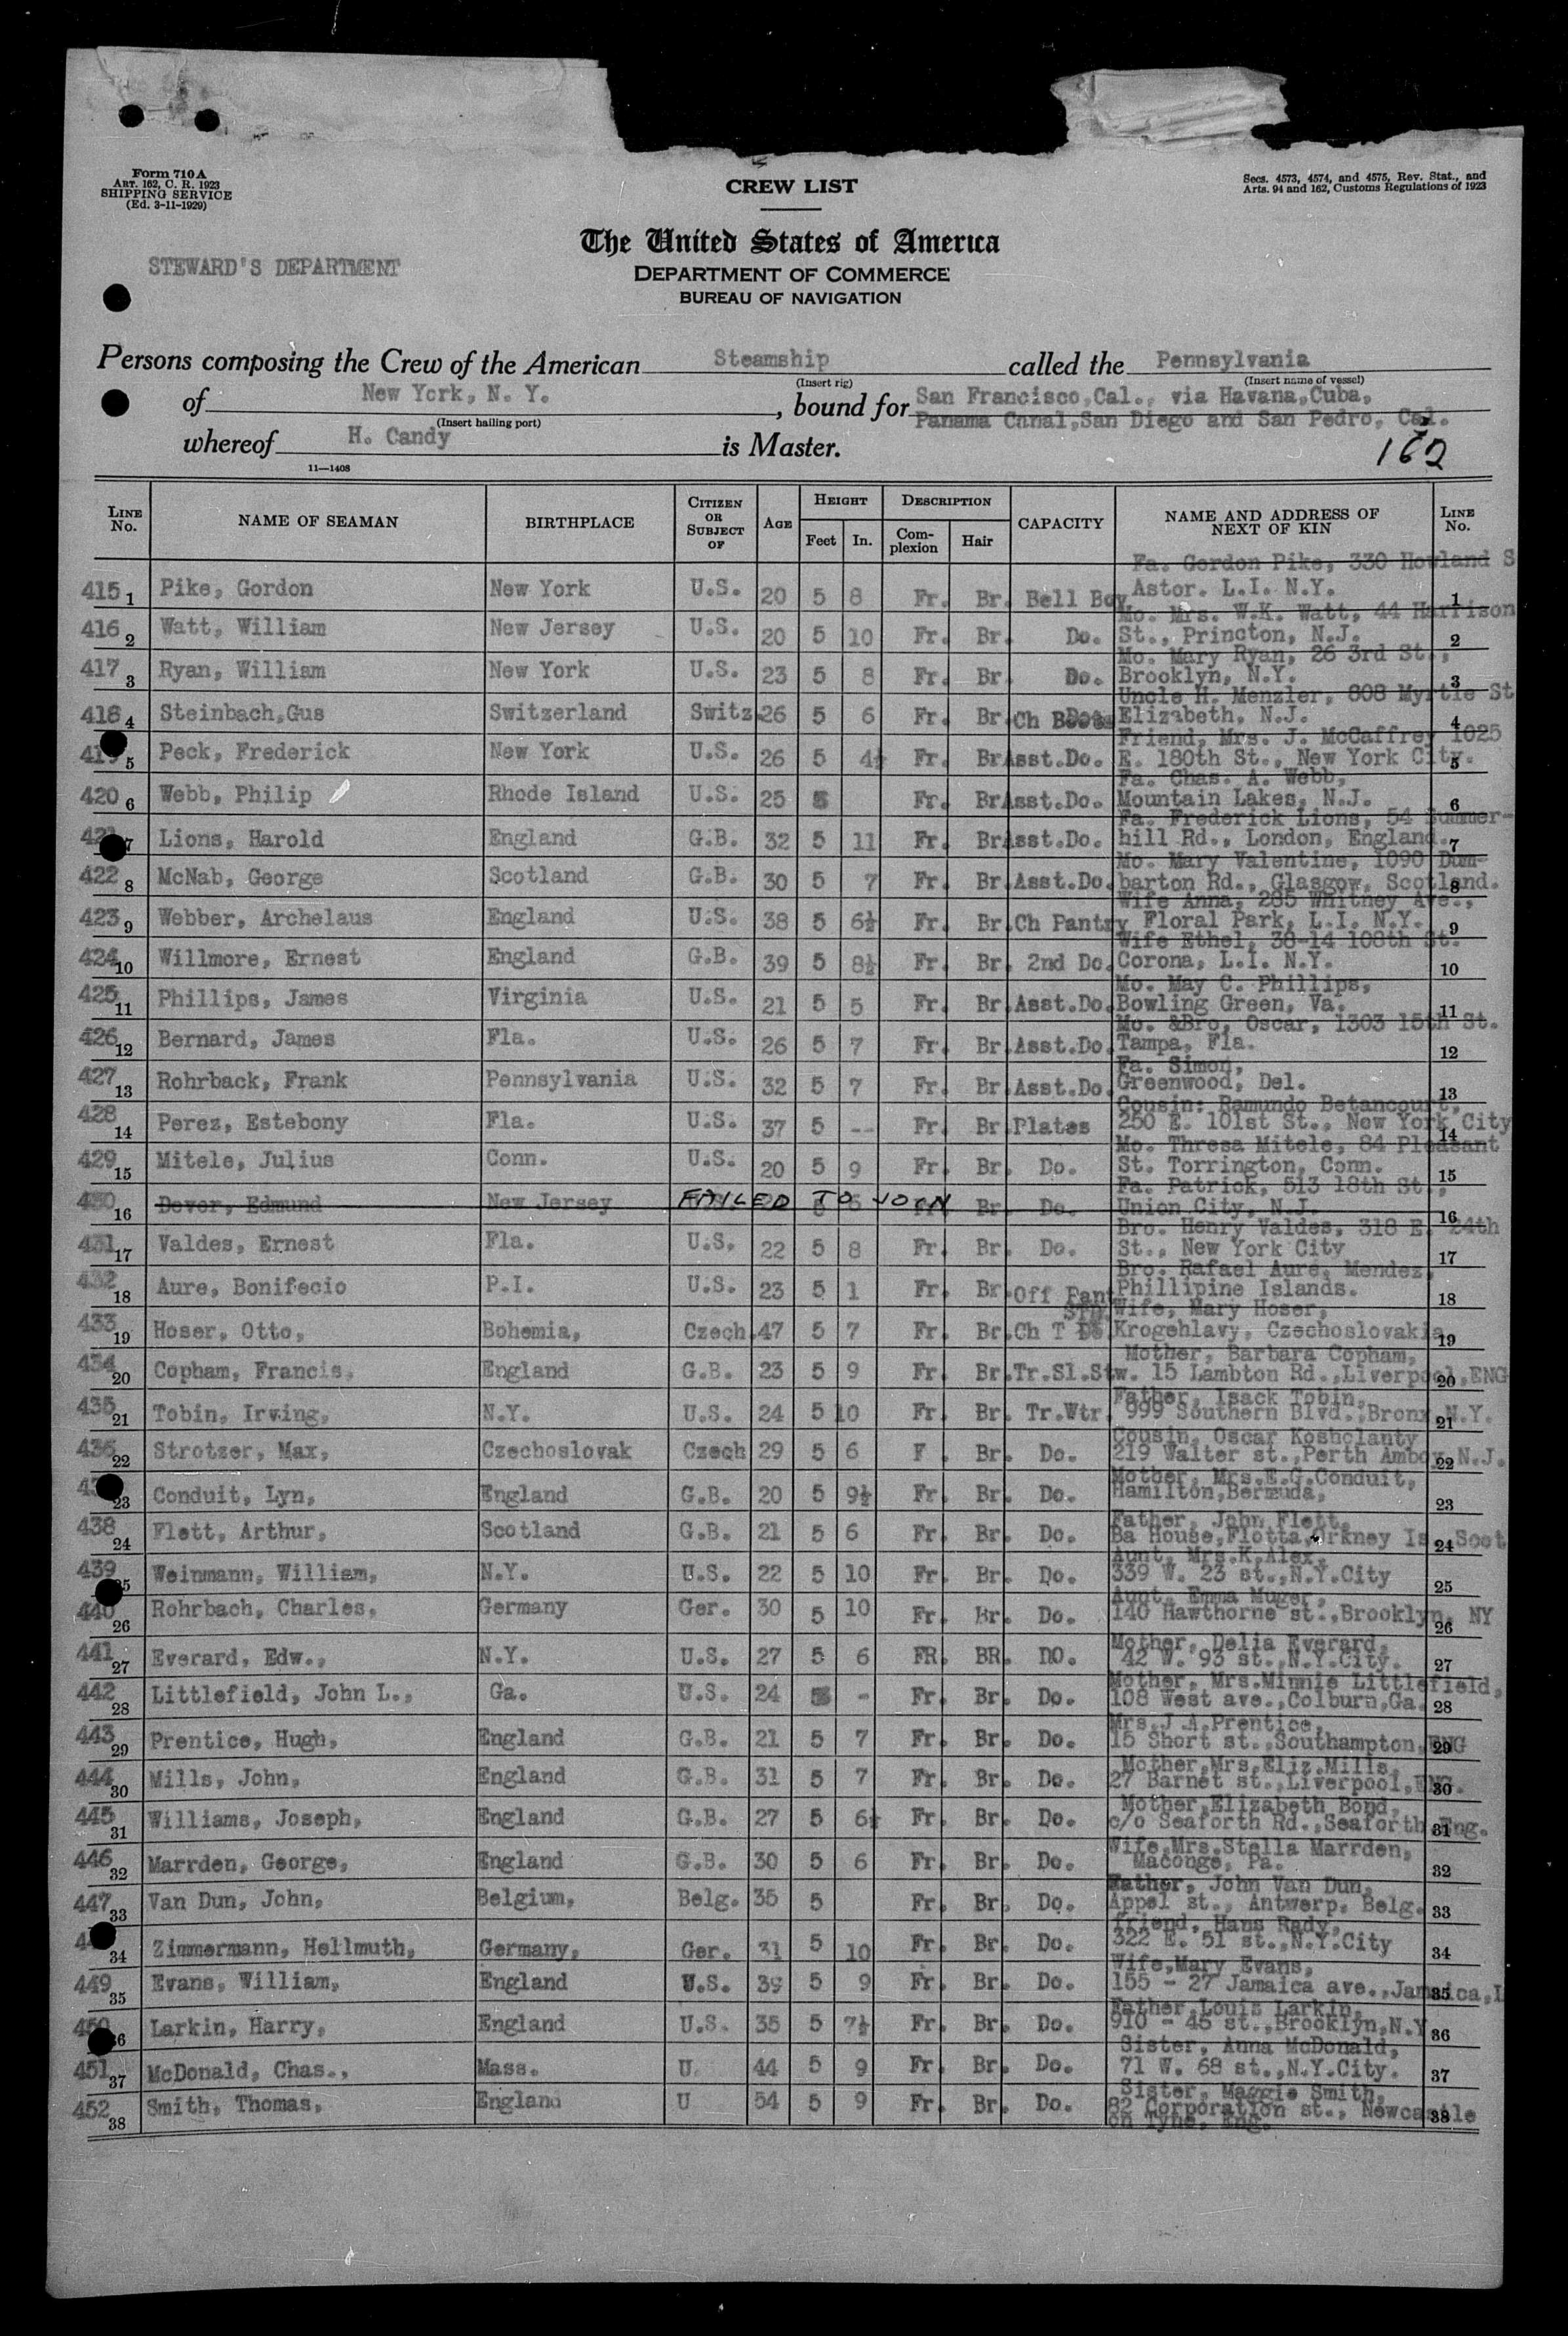 Form 710 A
ART. 162, C. R. 1923
SHIPPING SERVICE
(Ed. 3-11-1929)
CREW LIST
Secs. 4573, 4574, and 4575, Rev. Stat., and
Arts. 94 and 162, Customs Regulations of 1923
The United States of America
STEWARD'S DEPARTMENT
DEPARTMENT OF COMMERCE
BUREAU OF NAVIGATION
Persons composing the Crew of the American Steamship called the Pennsylvania
(Insert rig) (Insert name of vessel)
of New York, N. Y., bound for San Francisco,Cal., via Havana,Cuba,
(Insert hailing port) Panama Canal,San Diego and San Pedro, Cal.
whereof H. Candy is Master.
11—1408
162
LINE No. NAME OF SEAMAN BIRTHPLACE CITIZEN OR SUBJECT OF AGE HEIGHT Feet In. DESCRIPTION Complexion Hair CAPACITY NAME AND ADDRESS OF NEXT OF KIN LINE No.
Fa. Gordon Pike, 330 Howland S
415 1 Pike, Gordon New York U.S. 20 5 8 Fr. Br. Bell Boy Astor. L.I. N.Y. 1
Mo. Mrs. W.K. Watt, 44 Harrison
416 2 Watt, William New Jersey U.S. 20 5 10 Fr. Br. Do. St., Princton, N.J. 2
Mo. Mary Ryan, 26 3rd St.,
417 3 Ryan, William New York U.S. 23 5 8 Fr. Br. Do. Brooklyn, N.Y. 3
Uncle H. Menzler, 808 Myrtle St
418 4 Steinbach,Gus Switzerland Switz. 26 5 6 Fr. Br. Ch Boots Elizabeth, N.J. 4
Friend, Mrs. J. McCaffrey 1025
419 5 Peck, Frederick New York U.S. 26 5 4½ Fr. Br Asst.Do. E. 180th St., New York City. 5
Fa. Chas. A. Webb,
420 6 Webb, Philip Rhode Island U.S. 25 5 Fr. Br Asst.Do. Mountain Lakes, N.J. 6
Fa. Frederick Lions, 54 Summer-
421 7 Lions, Harold England G.B. 32 5 11 Fr. Br Asst.Do. hill Rd., London, England. 7
Mo. Mary Valentine, 1090 Dum-
422 8 McNab, George Scotland G.B. 30 5 7 Fr. Br. Asst.Do. barton Rd., Glasgow, Scotland. 8
Wife Anna, 285 Whitney Ave.,
423 9 Webber, Archelaus England U.S. 38 5 6½ Fr. Br. Ch Pantry Floral Park, L.I. N.Y. 9
Wife Ethel, 38-14 108th St.
424 10 Willmore, Ernest England G.B. 39 5 8½ Fr. Br. 2nd Do. Corona, L.I. N.Y. 10
Mo. May C. Phillips,
425 11 Phillips, James Virginia U.S. 21 5 5 Fr. Br. Asst.Do. Bowling Green, Va. 11
Mo. &Bro, Oscar, 1303 15th St.
426 12 Bernard, James Fla. U.S. 26 5 7 Fr. Br. Asst.Do. Tampa, Fla. 12
Fa. Simon,
427 13 Rohrback, Frank Pennsylvania U.S. 32 5 7 Fr. Br. Asst.Do. Greenwood, Del. 13
Cousin: Ramundo Betancourt,
428 14 Perez, Estebony Fla. U.S. 37 5 -- Fr. Br. Plates 250 E. 101st St., New York City 14
Mo. Thresa Mitele, 84 Pleasant
429 15 Mitele, Julius Conn. U.S. 20 5 9 Fr. Br. Do. St. Torrington, Conn. 15
Fa. Patrick, 513 18th St.,
430 16 Dever, Edmund New Jersey FAILED TO JOIN Br. Do. Union City, N.J. 16
Bro. Henry Valdes, 318 E. 24th
431 17 Valdes, Ernest Fla. U.S. 22 5 8 Fr. Br. Do. St., New York City 17
Bro. Rafael Aure, Mendez,
432 18 Aure, Bonifecio P.I. U.S. 23 5 1 Fr. Br. Off Pant Phillipine Islands. 18
Wife, Mary Hoser,
433 19 Hoser, Otto, Bohemia, Czech. 47 5 7 Fr. Br. Ch T Krogehlavy, Czechoslovakia 19
Mother, Barbara Copham,
434 20 Copham, Francis, England G.B. 23 5 9 Fr. Br. Tr.Sl.Stw. 15 Lambton Rd.,Liverpool,ENG 20
Father, Isack Tobin,
435 21 Tobin, Irving, N.Y. U.S. 24 5 10 Fr. Br. Tr.Wtr. 999 Southern Blvd.,Bronx N.Y. 21
Cousin, Oscar Kosholanty
436 22 Strotzer, Max, Czechoslovak Czech 29 5 6 F . Br. Do. 219 Walter st.,Perth Amboy N.J. 22
Mother, Mrs.E.G.Conduit,
23 Conduit, Lyn, England G.B. 20 5 9½ Fr. Br. Do. Hamilton,Bermuda, 23
Father, John Flett,
438 24 Flett, Arthur, Scotland G.B. 21 5 6 Fr. Br. Do. Ba House,Flotta,Orkney Is. Scot 24
Aunt, Mrs.K.Alex,
439 25 Weinmann, William, N.Y. U.S. 22 5 10 Fr. Br. Do. 339 W. 23 st.,N.Y.City 25
Aunt, Emma Muger,
440 26 Rohrbach, Charles, Germany Ger. 30 5 10 Fr. Br. Do. 140 Hawthorne st.,Brooklyn, NY 26
Mother, Delia Everard,
441 27 Everard, Edw., N.Y. U.S. 27 5 6 FR. BR. DO. 42 W. 93 st.,N.Y.City. 27
Mother, Mrs.Minnie Littlefield,
442 28 Littlefield, John L., Ga. U.S. 24 5 - Fr. Br. Do. 108 West ave.,Colburn,Ga. 28
Mrs.J.A.Prentice,
443 29 Prentice, Hugh, England G.B. 21 5 7 Fr. Br. Do. 15 Short st.,Southampton,ENG 29
Mother,Mrs.Eliz.Mills,
444 30 Mills, John, England G.B. 31 5 7 Fr. Br. Do. 27 Barnet st.,Liverpool,ENG. 30
Mother,Elizabeth Bond,
445 31 Williams, Joseph, England G.B. 27 5 6½ Fr. Br. Do. c/o Seaforth Rd.,Seaforth Eng. 31
Wife,Mrs.Stella Marrden,
446 32 Marrden, George, England G.B. 30 5 6 Fr. Br. Do. Maconge, Pa. 32
Father, John Van Dun,
447 33 Van Dun, John, Belgium, Belg. 35 5 Fr. Br. Do. Appel st., Antwerp, Belg. 33
friend, Hans Rady,
34 Zimmermann, Hellmuth, Germany, Ger. 31 5 10 Fr. Br. Do. 322 E. 51 st.,N.Y.City 34
Wife,Mary Evans,
449 35 Evans, William, England U.S. 39 5 9 Fr. Br. Do. 155 - 27 Jamaica ave.,Jamaica,L 35
Father,Louis Larkin,
450 36 Larkin, Harry, England U.S. 35 5 7½ Fr. Br. Do. 910 - 45 st.,Brooklyn,N.Y 36
Sister, Anna McDonald,
451 37 McDonald, Chas., Mass. U. 44 5 9 Fr. Br. Do. 71 W. 68 st.,N.Y.City. 37
Sister, Maggie Smith,
452 38 Smith, Thomas, England U 54 5 9 Fr. Br. Do. 82 Corporation st., Newcastle 38
on Tyne, Eng.